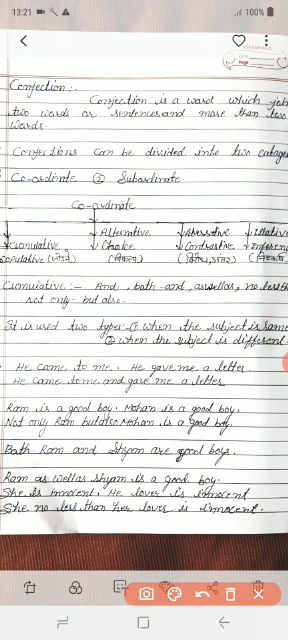 13:21
100%
Page
Conjection :-
Conjection is a word which join
two words or sentences and more than two
words.
Conjections can be divided into two catago
Co-ordinate ② Subordinate
Co-ordinate
Alternative
Choice
Cumulative
Contrastive
Cumulative :- And, both-and, aswellas, no less th
not only - but also.
It is used two types - ① when the subject is same
② when the subject is different.
He came to me. He gave me a letter.
He came to me and gave me a letter
Ram is a good boy. Mohan is a good boy.
Not only Ram but also Mohan is a good boy.
Both Ram and Shyam are good boys.
Ram as wellas Shyam is a good boy.
She is innocent. He lover is innocent
She no less than her lover is innocent.